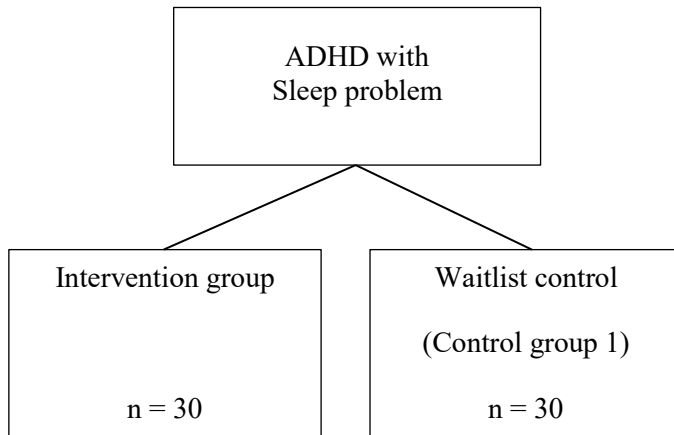 ADHD with
Sleep problem
Intervention group
n = 30
Waitlist control
(Control group 1)
n = 30